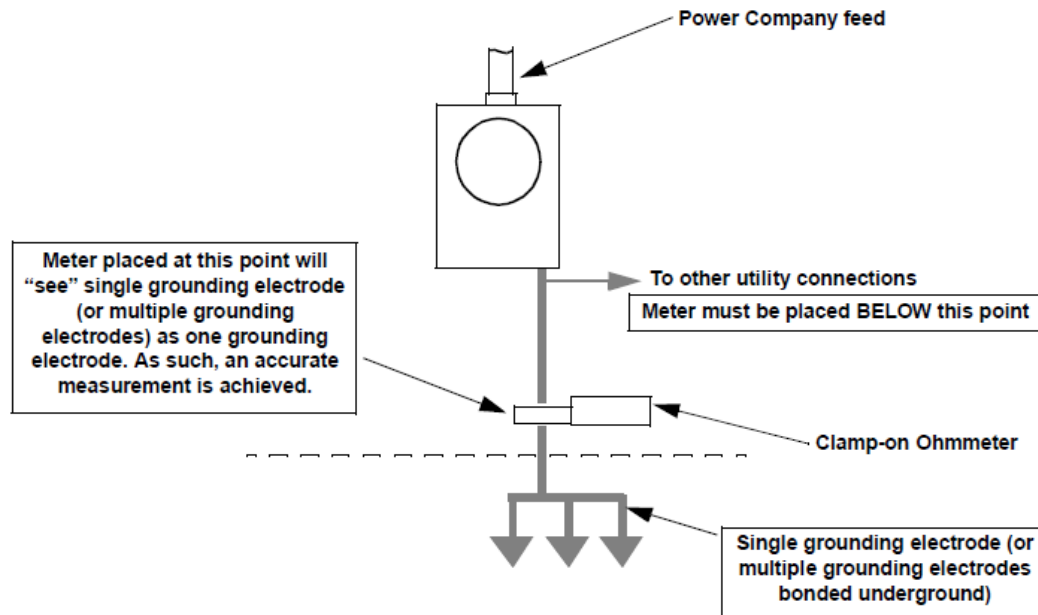 Power Company feed
Meter placed at this point will
“see” single grounding electrode
(or multiple grounding
electrodes) as one grounding
electrode. As such, an accurate
measurement is achieved.
To other utility connections
Meter must be placed BELOW this point
Clamp-on Ohmmeter
Single grounding electrode (or
multiple grounding electrodes
bonded underground)